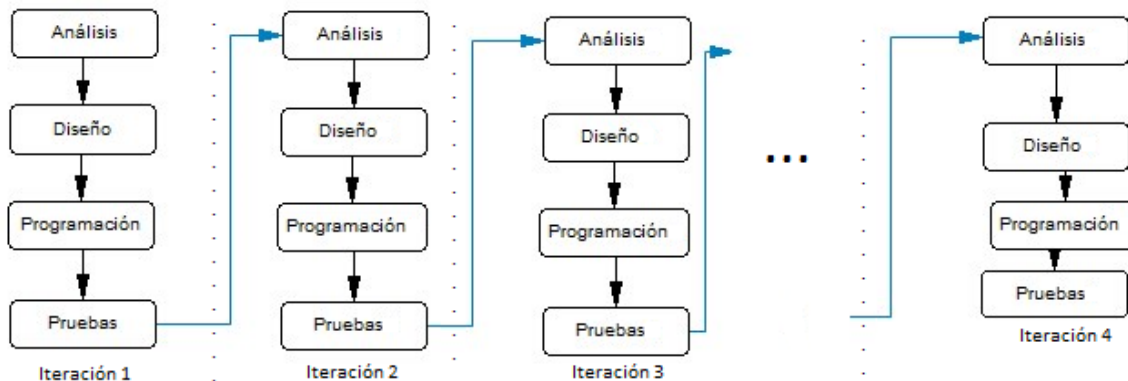 Análisis
Diseño
Programación
Pruebas
Iteración 1
Análisis
Diseño
Programación
Pruebas
Iteración 2
Análisis
Diseño
Programación
Pruebas
Iteración 3
...
Análisis
Diseño
Programación
Pruebas
Iteración 4